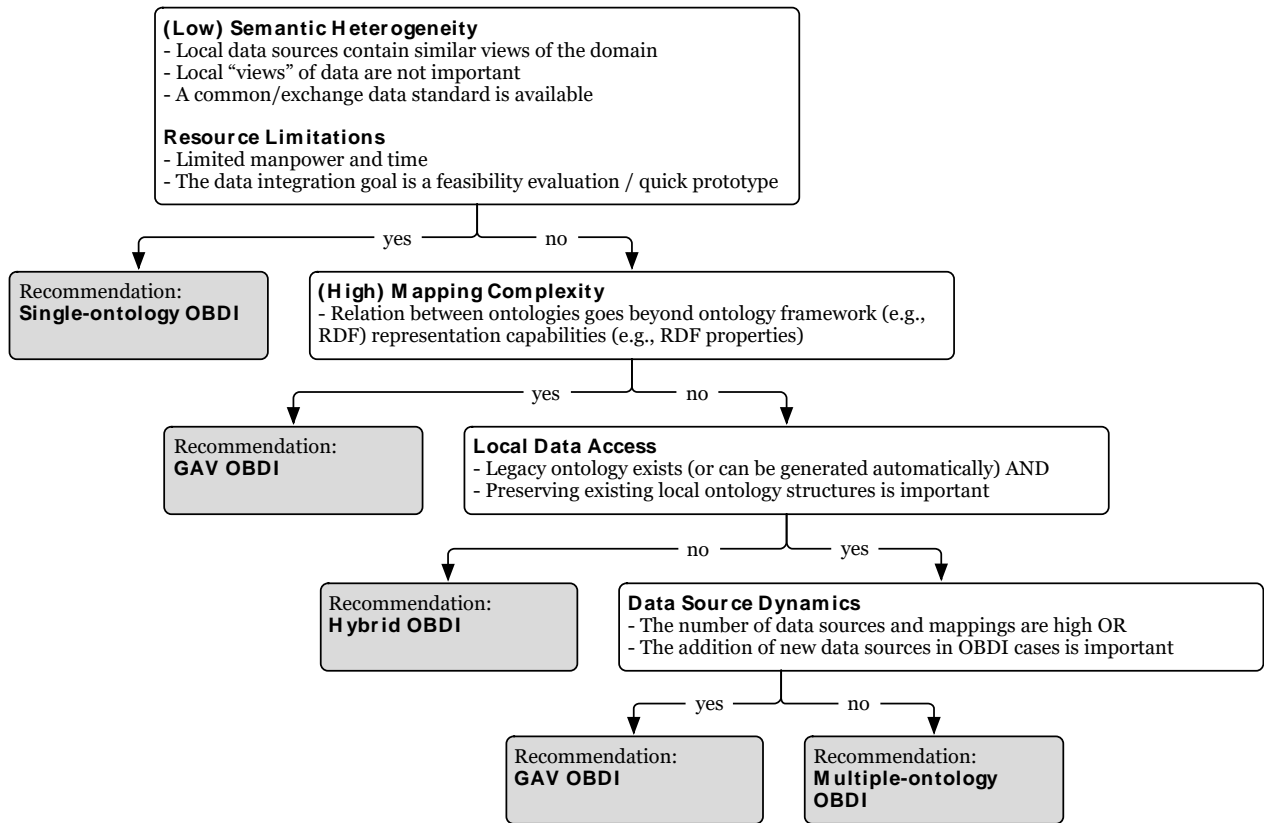 (Low) Semantic Heterogeneity
- Local data sources contain similar views of the domain
- Local “views” of data are not important
- A common/exchange data standard is available
Resource Limitations
- Limited manpower and time
- The data integration goal is a feasibility evaluation / quick prototype
yes
no
Recommendation:
Single-ontology OBDI
(High) Mapping Complexity
- Relation between ontologies goes beyond ontology framework (e.g.,
RDF) representation capabilities (e.g., RDF properties)
yes
no
Recommendation:
GAV OBDI
Local Data Access
- Legacy ontology exists (or can be generated automatically) AND
- Preserving existing local ontology structures is important
no
yes
Recommendation:
Hybrid OBDI
Data Source Dynamics
- The number of data sources and mappings are high OR
- The addition of new data sources in OBDI cases is important
yes
no
Recommendation:
GAV OBDI
Recommendation:
Multiple-ontology
OBDI